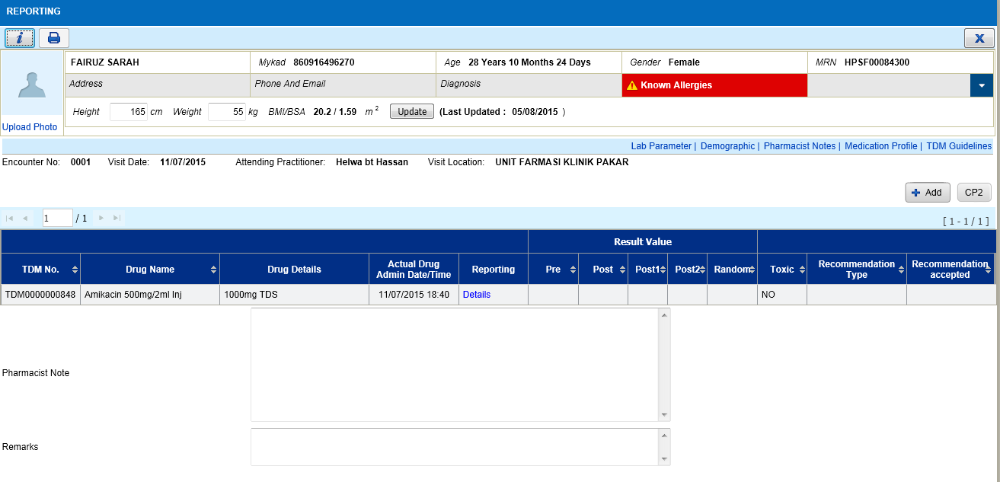 REPORTING
i
X
FAIRUZ SARAH Mykad 860916496270 Age 28 Years 10 Months 24 Days Gender Female MRN HPSF00084300
Address Phone And Email Diagnosis Known Allergies
Height 165 cm Weight 55 kg BMI/BSA 20.2 / 1.59 m 2 Update (Last Updated : 05/08/2015 )
Upload Photo
Lab Parameter | Demographic | Pharmacist Notes | Medication Profile | TDM Guidelines
Encounter No: 0001 Visit Date: 11/07/2015 Attending Practitioner: Helwa bt Hassan Visit Location: UNIT FARMASI KLINIK PAKAR
Add CP2
1 / 1 [ 1 - 1 / 1 ]
Result Value
TDM No. Drug Name Drug Details Actual Drug Admin Date/Time Reporting Pre Post Post1 Post2 Random Toxic Recommendation Type Recommendation accepted
TDM0000000848 Amikacin 500mg/2ml Inj 1000mg TDS 11/07/2015 18:40 Details NO
Pharmacist Note
Remarks